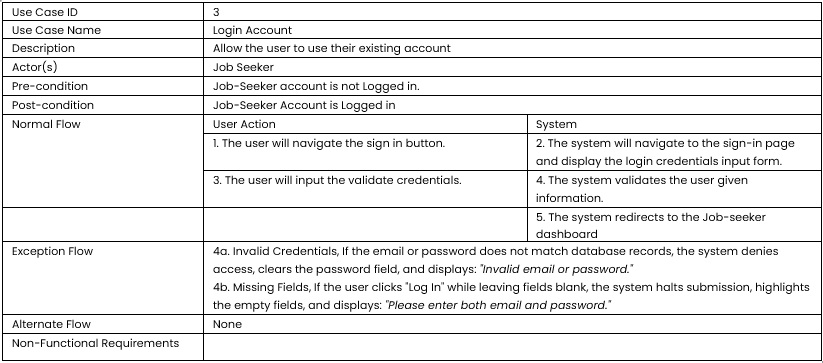 Use Case ID 3
Use Case Name Login Account
Description Allow the user to use their existing account
Actor(s) Job Seeker
Pre-condition Job-Seeker account is not Logged in.
Post-condition Job-Seeker Account is Logged in
Normal Flow User Action System
1. The user will navigate the sign in button. 2. The system will navigate to the sign-in page
and display the login credentials input form.
3. The user will input the validate credentials. 4. The system validates the user given
information.
5. The system redirects to the Job-seeker
dashboard
Exception Flow 4a. Invalid Credentials, If the email or password does not match database records, the system denies
access, clears the password field, and displays: "Invalid email or password."
4b. Missing Fields, If the user clicks "Log In" while leaving fields blank, the system halts submission, highlights
the empty fields, and displays: "Please enter both email and password."
Alternate Flow None
Non-Functional Requirements